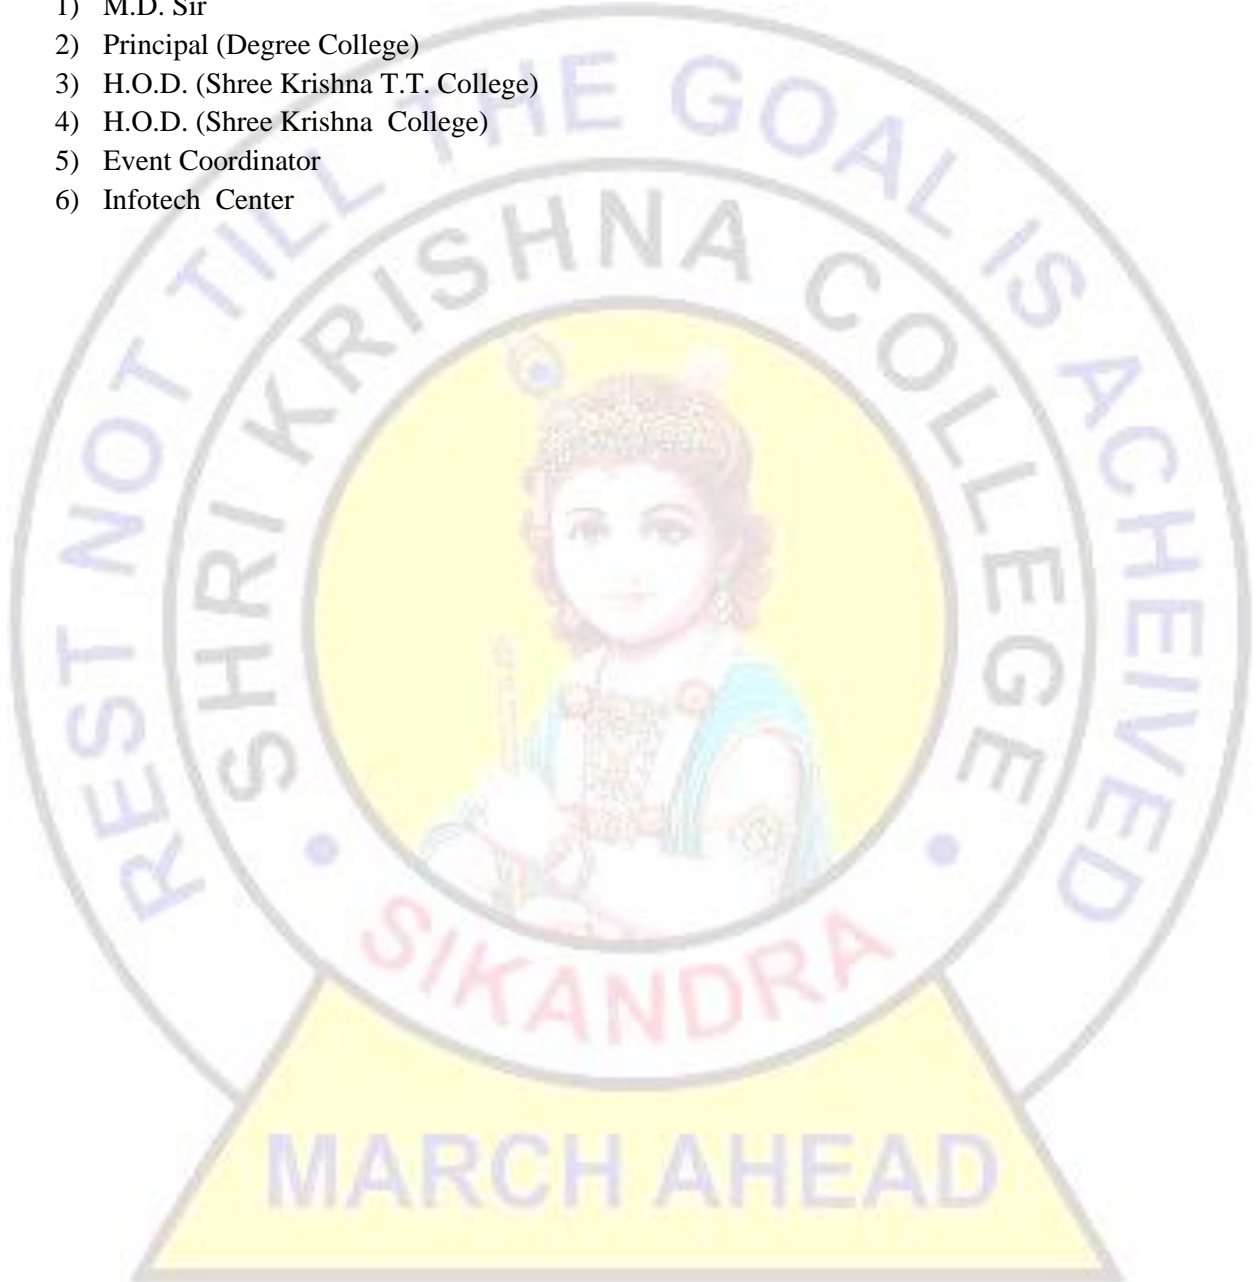 1) M.D. Sir
2) Principal (Degree College)
3) H.O.D. (Shree Krishna T.T. College)
4) H.O.D. (Shree Krishna College)
5) Event Coordinator
6) Infotech Center
REST NOT TILL THE GOAL IS ACHEIVED
SHRI KRISHNA COLLEGE
SIKANDRA
MARCH AHEAD